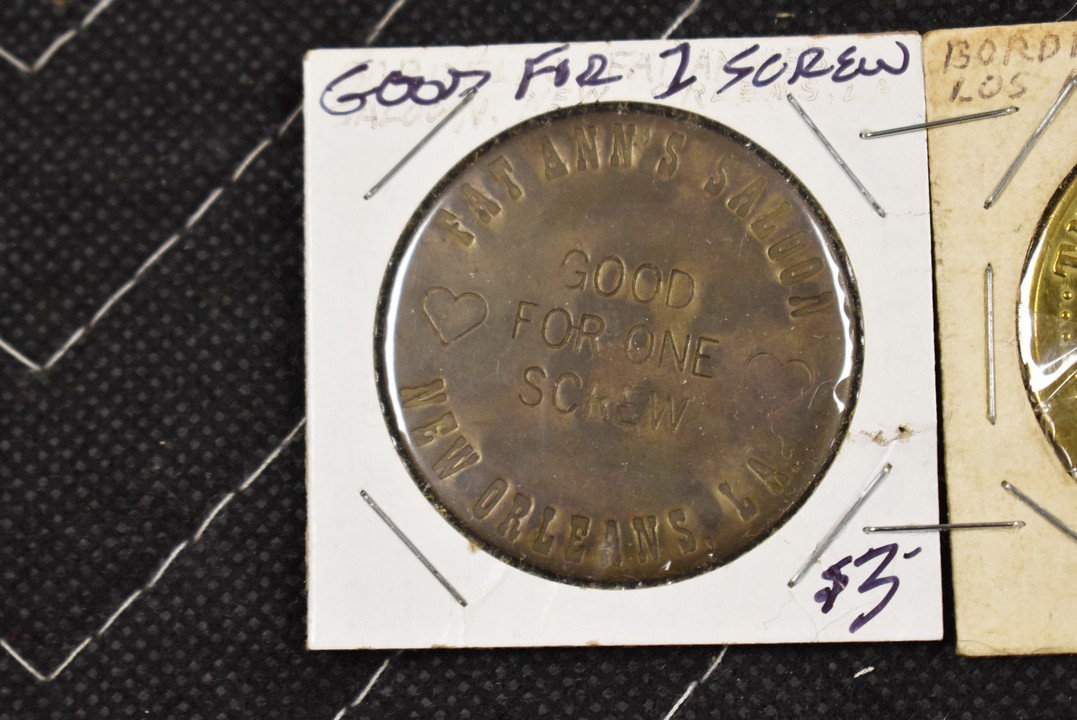 GOOD FOR 1 SCREW
FAT ANN'S SALOON
GOOD
FOR ONE
SCREW
NEW ORLEANS, LA.
$3-
LOS